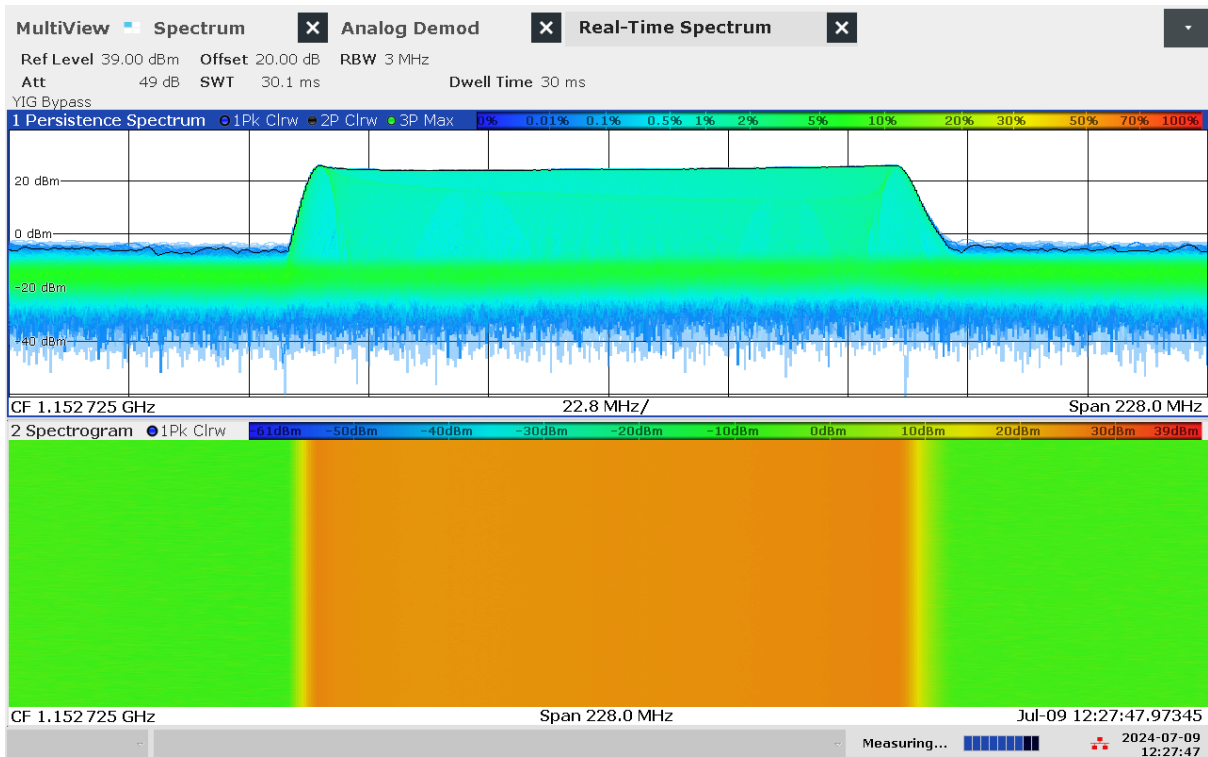 MultiView Spectrum X Analog Demod X Real-Time Spectrum X
Ref Level 39.00 dBm Offset 20.00 dB RBW 3 MHz
Att 49 dB SWT 30.1 ms Dwell Time 30 ms
YIG Bypass
1 Persistence Spectrum 1Pk Clrw 2P Clrw 3P Max 0% 0.01% 0.1% 0.5% 1% 2% 5% 10% 20% 30% 50% 70% 100%
20 dBm
0 dBm
-20 dBm
-40 dBm
CF 1.152725 GHz 22.8 MHz/ Span 228.0 MHz
2 Spectrogram 1Pk Clrw -61dBm -50dBm -40dBm -30dBm -20dBm -10dBm 0dBm 10dBm 20dBm 30dBm 39dBm
CF 1.152725 GHz Span 228.0 MHz Jul-09 12:27:47.97345
Measuring... 2024-07-09
12:27:47